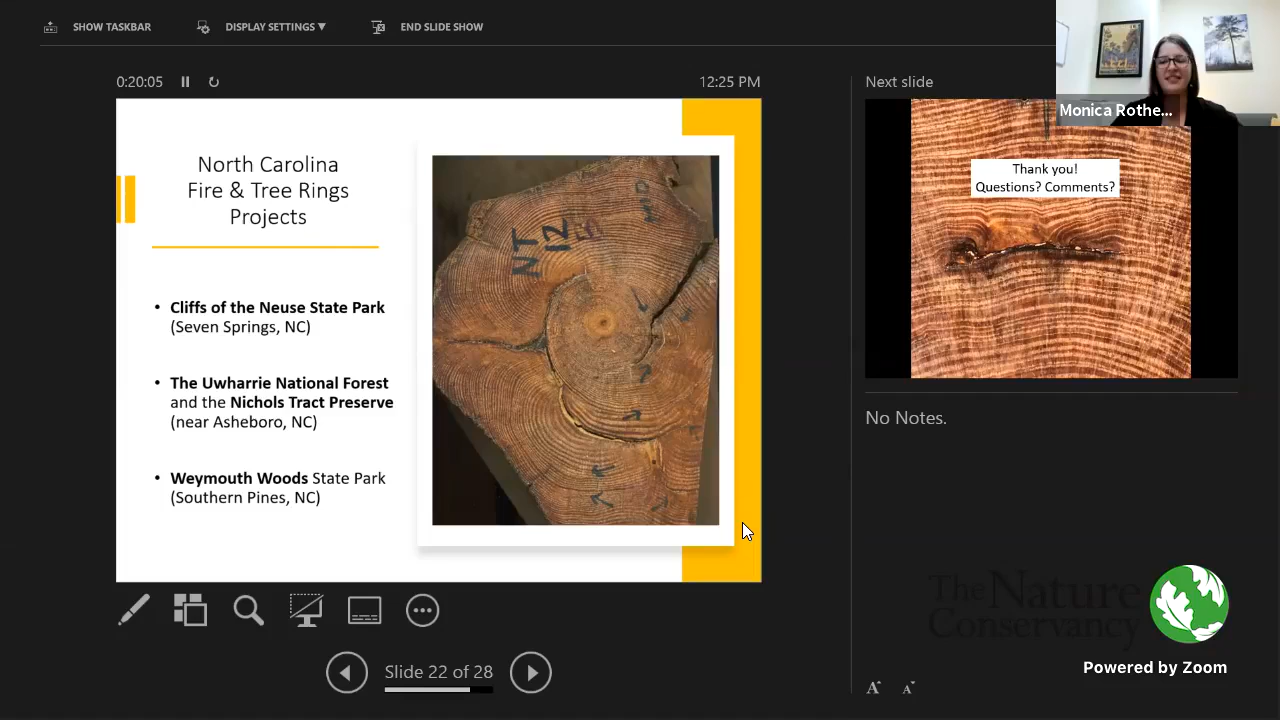 SHOW TASKBAR
DISPLAY SETTINGS ▼
END SLIDE SHOW
0:20:05
12:25 PM
Next slide
Monica Rothe...
North Carolina
Fire & Tree Rings
Projects
• Cliffs of the Neuse State Park
(Seven Springs, NC)
• The Uwharrie National Forest
and the Nichols Tract Preserve
(near Asheboro, NC)
• Weymouth Woods State Park
(Southern Pines, NC)
NT
12
Thank you!
Questions? Comments?
No Notes.
The Nature
Conservancy
Powered by Zoom
Slide 22 of 28
A A